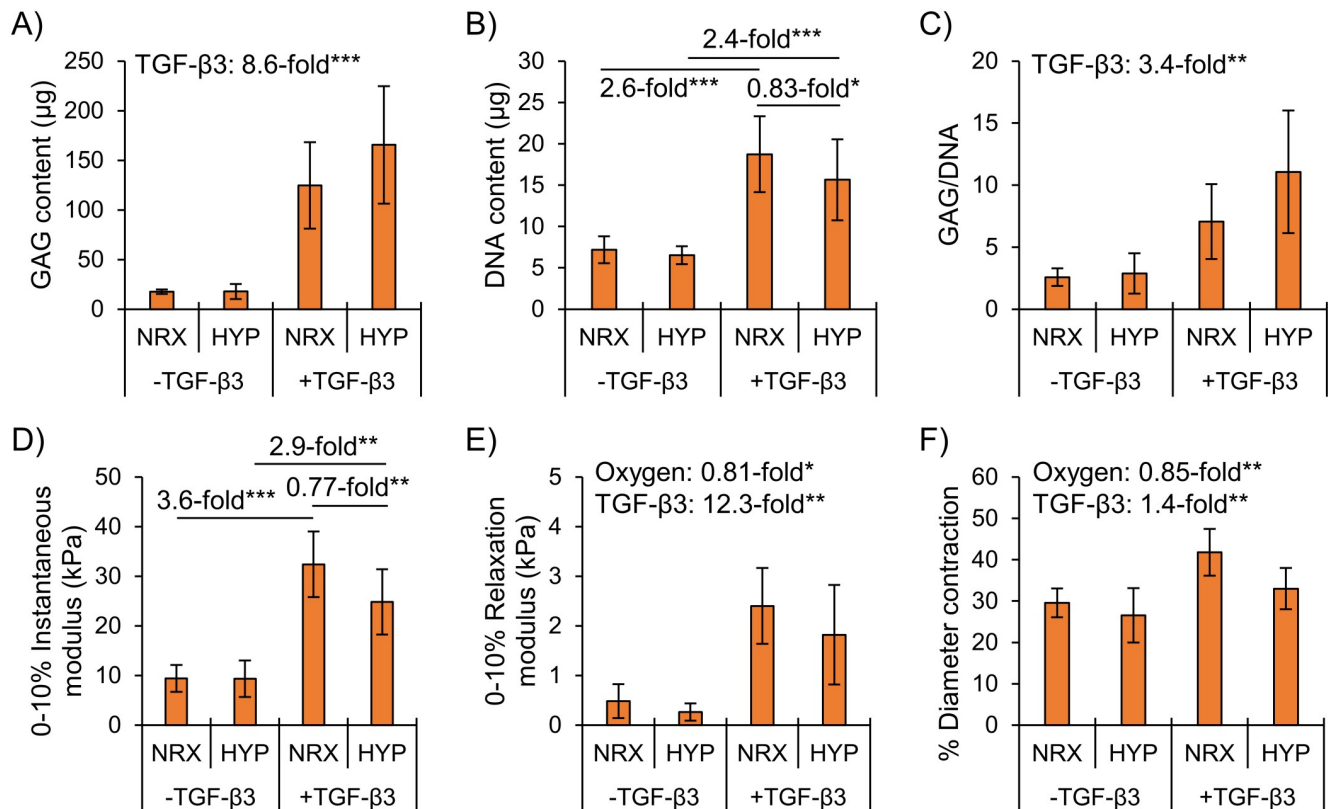 A)
TGF-β3: 8.6-fold***
GAG content (µg)
250
200
150
100
50
0
NRX HYP NRX HYP
-TGF-β3 +TGF-β3
B)
2.4-fold***
2.6-fold*** 0.83-fold*
DNA content (µg)
30
25
20
15
10
5
0
NRX HYP NRX HYP
-TGF-β3 +TGF-β3
C)
TGF-β3: 3.4-fold**
GAG/DNA
20
15
10
5
0
NRX HYP NRX HYP
-TGF-β3 +TGF-β3
D)
2.9-fold**
3.6-fold*** 0.77-fold**
0-10% Instantaneous
modulus (kPa)
50
40
30
20
10
0
NRX HYP NRX HYP
-TGF-β3 +TGF-β3
E)
Oxygen: 0.81-fold*
TGF-β3: 12.3-fold**
0-10% Relaxation
modulus (kPa)
5
4
3
2
1
0
NRX HYP NRX HYP
-TGF-β3 +TGF-β3
F)
Oxygen: 0.85-fold**
TGF-β3: 1.4-fold**
% Diameter contraction
60
50
40
30
20
10
0
NRX HYP NRX HYP
-TGF-β3 +TGF-β3